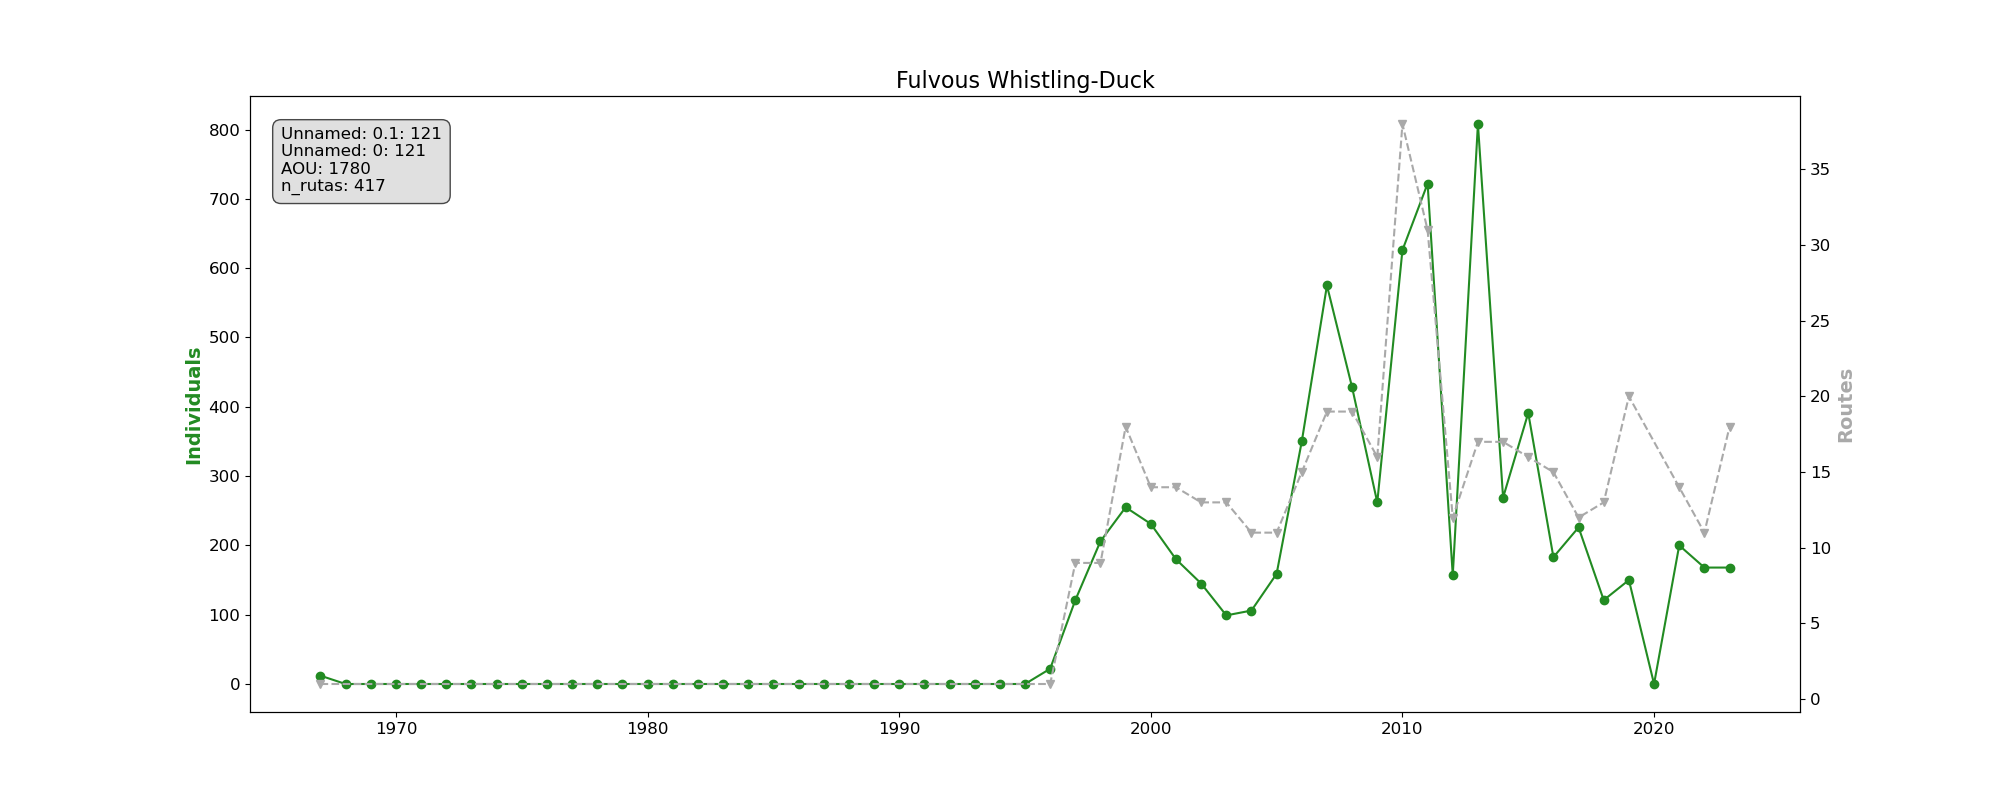 Fulvous Whistling-Duck
Unnamed: 0.1: 121
Unnamed: 0: 121
AOU: 1780
n_rutas: 417
Individuals
800
700
600
500
400
300
200
100
0
Routes
35
30
25
20
15
10
5
0
1970 1980 1990 2000 2010 2020